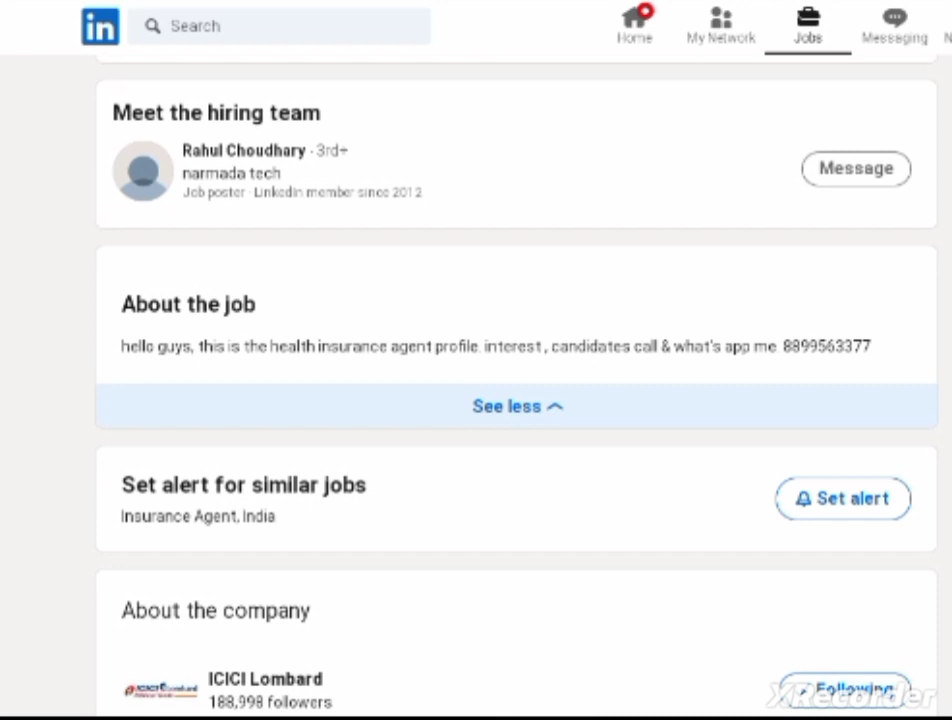 in Search Home My Network Jobs Messaging N
Meet the hiring team
Rahul Choudhary · 3rd+
narmada tech
Job poster · LinkedIn member since 2012
Message
About the job
hello guys, this is the health insurance agent profile. interest, candidates call & what's app me 8899563377
See less
Set alert for similar jobs
Insurance Agent, India
Set alert
About the company
ICICI Lombard
ICICI Lombard
188,998 followers
Following
XRecorder